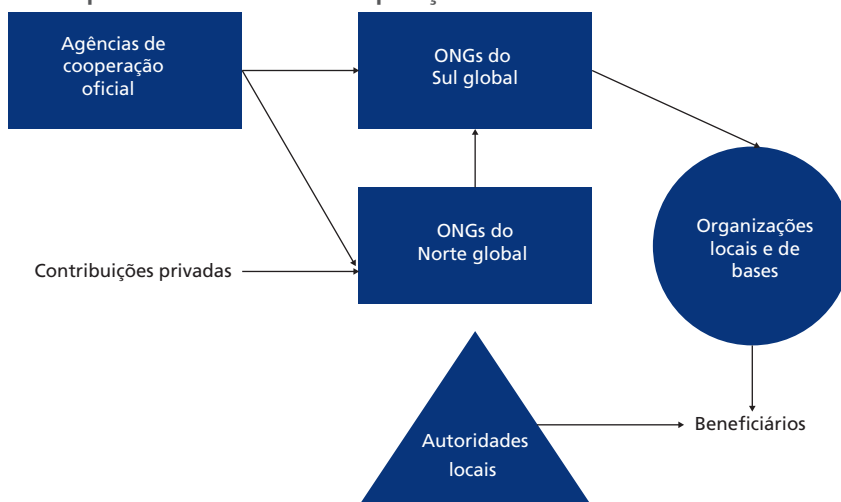 Agências de
cooperação
oficial
ONGs do
Sul global
ONGs do
Norte global
Contribuições privadas
Organizações
locais e de
bases
Autoridades
locais
Beneficiários